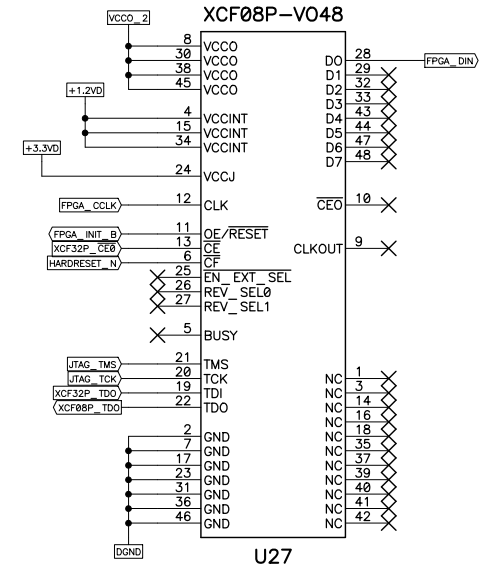 XCF08P-VO48
VCCO_2
8 VCCO
30 VCCO D0 28 FPGA_DIN
38 VCCO D1 29
45 VCCO D2 32
D3 33
+1.2VD 4 VCCINT D4 43
15 VCCINT D5 44
34 VCCINT D6 47
D7 48
+3.3VD 24 VCCJ
FPGA_CCLK 12 CLK CEO 10
FPGA_INIT_B 11 OE/RESET
XCF32P_CE0 13 CE CLKOUT 9
HARDRESET_N 6 CF
25 EN_EXT_SEL
26 REV_SEL0
27 REV_SEL1
5 BUSY
JTAG_TMS 21 TMS NC 1
JTAG_TCK 20 TCK NC 3
XCF32P_TDO 19 TDI NC 14
XCF08P_TDO 22 TDO NC 16
2 GND NC 18
7 GND NC 35
17 GND NC 37
23 GND NC 39
31 GND NC 40
36 GND NC 41
46 GND NC 42
DGND
U27